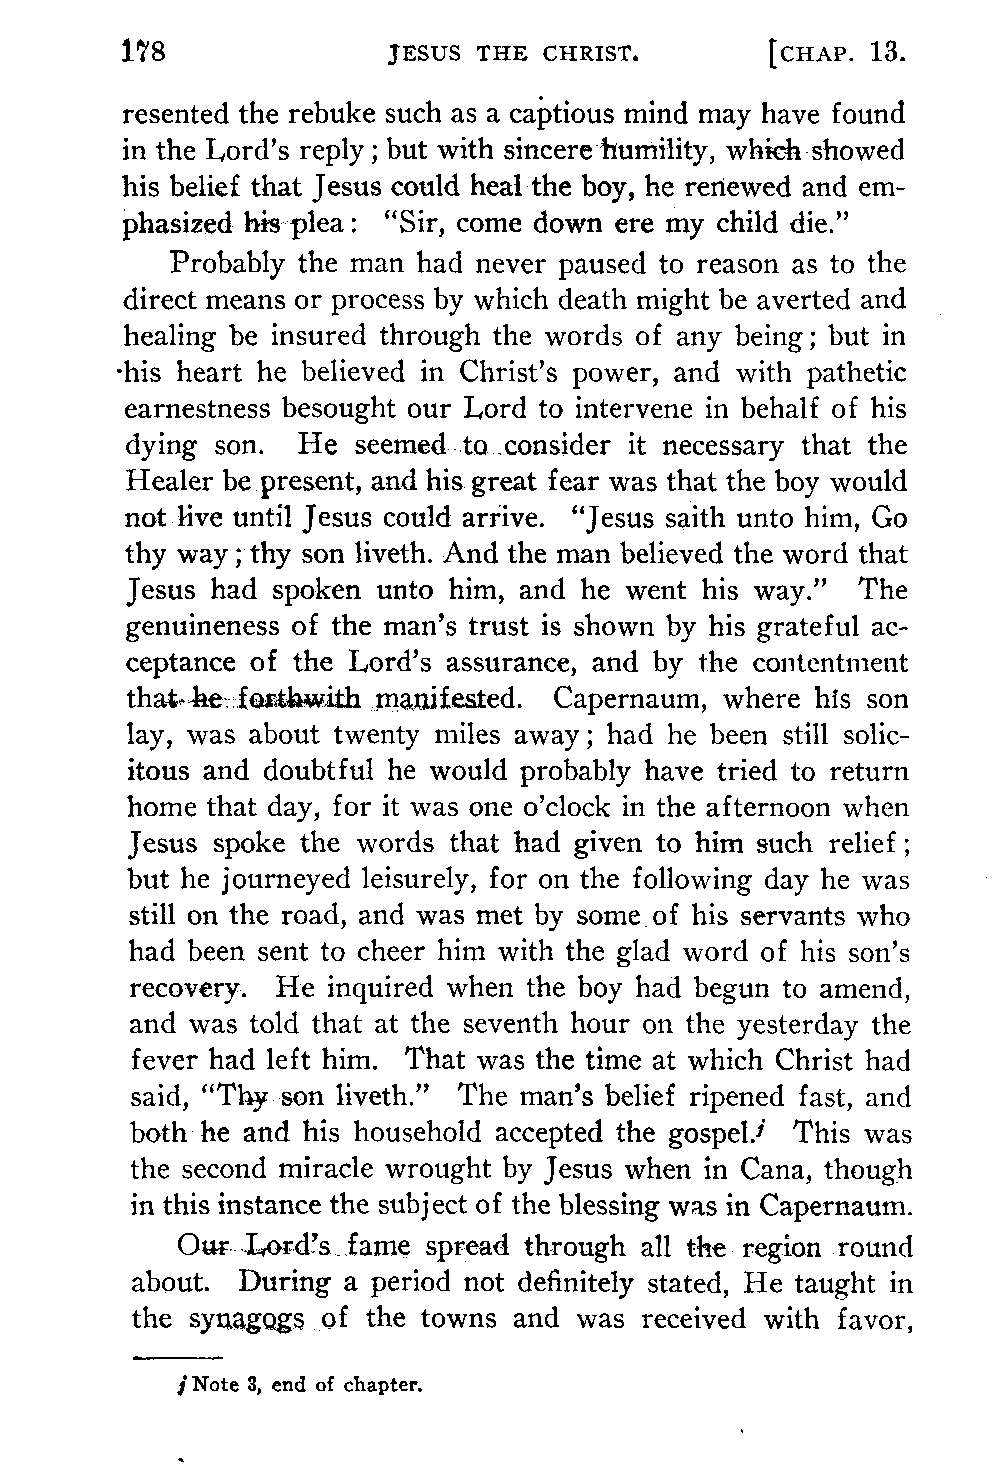 178 JESUS THE CHRIST. [CHAP. 13.
resented the rebuke such as a captious mind may have found
in the Lord's reply; but with sincere humility, which showed
his belief that Jesus could heal the boy, he renewed and em-
phasized his plea: "Sir, come down ere my child die."
Probably the man had never paused to reason as to the
direct means or process by which death might be averted and
healing be insured through the words of any being; but in
his heart he believed in Christ's power, and with pathetic
earnestness besought our Lord to intervene in behalf of his
dying son. He seemed to consider it necessary that the
Healer be present, and his great fear was that the boy would
not live until Jesus could arrive. "Jesus saith unto him, Go
thy way; thy son liveth. And the man believed the word that
Jesus had spoken unto him, and he went his way." The
genuineness of the man's trust is shown by his grateful ac-
ceptance of the Lord's assurance, and by the contentment
that he forthwith manifested. Capernaum, where his son
lay, was about twenty miles away; had he been still solic-
itous and doubtful he would probably have tried to return
home that day, for it was one o'clock in the afternoon when
Jesus spoke the words that had given to him such relief;
but he journeyed leisurely, for on the following day he was
still on the road, and was met by some of his servants who
had been sent to cheer him with the glad word of his son's
recovery. He inquired when the boy had begun to amend,
and was told that at the seventh hour on the yesterday the
fever had left him. That was the time at which Christ had
said, "Thy son liveth." The man's belief ripened fast, and
both he and his household accepted the gospel.j This was
the second miracle wrought by Jesus when in Cana, though
in this instance the subject of the blessing was in Capernaum.
Our Lord's fame spread through all the region round
about. During a period not definitely stated, He taught in
the synagogs of the towns and was received with favor,
j Note 3, end of chapter.